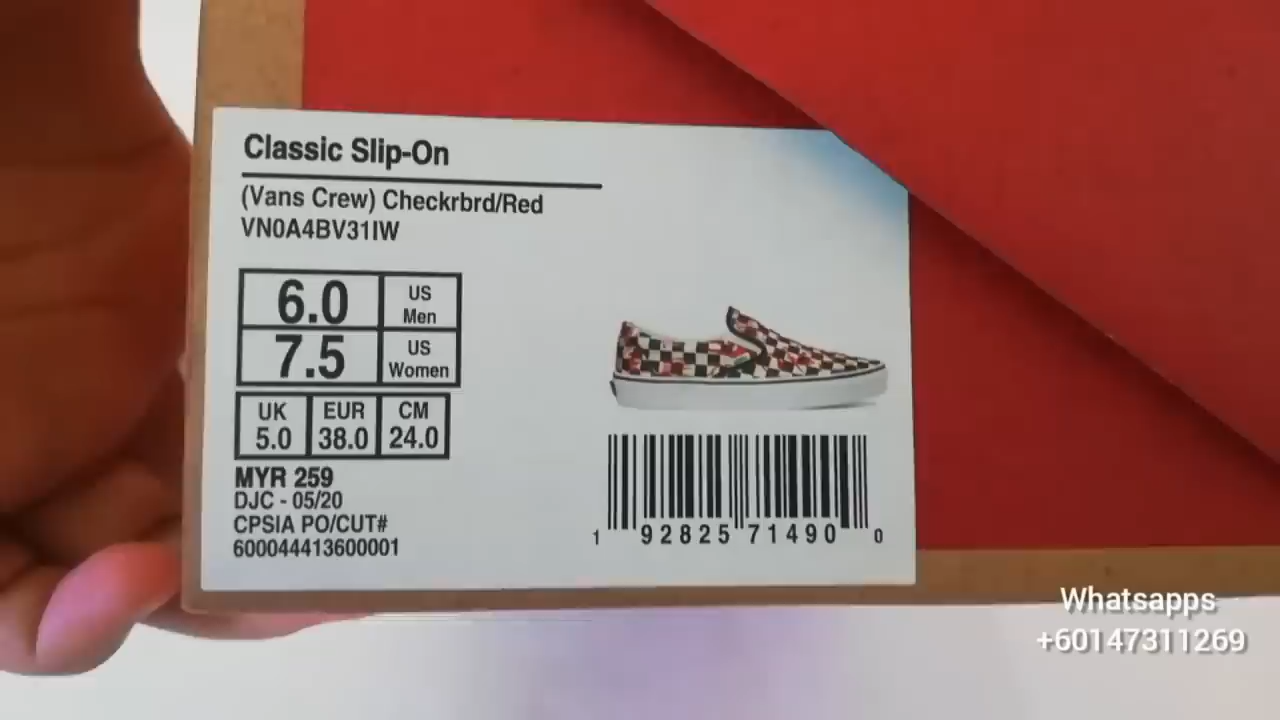 Classic Slip-On
(Vans Crew) Checkrbrd/Red
VN0A4BV31IW
6.0 US Men
7.5 US Women
UK 5.0 EUR 38.0 CM 24.0
MYR 259
DJC - 05/20
CPSIA PO/CUT#
600044413600001
1 92825 71490 0
Whatsapps
+60147311269